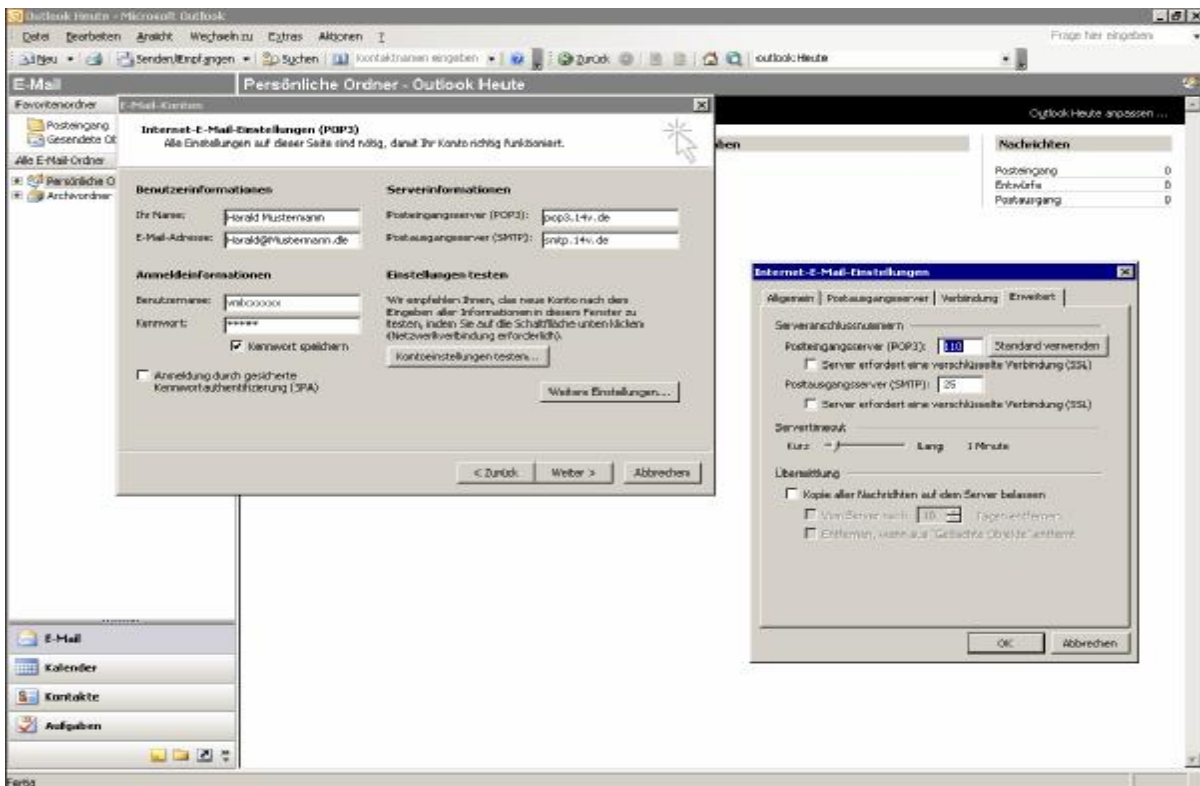 Outlook Heute - Microsoft Outlook
Datei Bearbeiten Ansicht Wechseln zu Extras Aktionen ?
Frage hier eingeben
Neu Senden/Empfangen Suchen Kontaktnamen eingeben Zurück Outlook Heute
E-Mail
Persönliche Ordner - Outlook Heute
Favoritenordner
Posteingang
Gesendete Ob
Alle E-Mail-Ordner
Persönliche O
Archivordner
Outlook Heute anpassen ...
ben
Nachrichten
Posteingang 0
Entwürfe 0
Postausgang 0
E-Mail-Konten
Internet-E-Mail-Einstellungen (POP3)
Alle Einstellungen auf dieser Seite sind nötig, damit Ihr Konto richtig funktioniert.
Benutzerinformationen
Ihr Name: Harald Mustermann
E-Mail-Adresse: Harald@Mustermann.de
Serverinformationen
Posteingangsserver (POP3): pop3.14v.de
Postausgangsserver (SMTP): smtp.14v.de
Anmeldeinformationen
Benutzername:
Kennwort: *****
Kennwort speichern
Anmeldung durch gesicherte
Kennwortauthentifizierung (SPA)
Einstellungen testen
Wir empfehlen Ihnen, das neue Konto nach dem
Eingeben aller Informationen in diesem Fenster zu
testen, indem Sie auf die Schaltfläche unten klicken
(Netzwerkverbindung erforderlich).
Kontoeinstellungen testen...
Weitere Einstellungen...
< Zurück Weiter > Abbrechen
Internet-E-Mail-Einstellungen
Allgemein Postausgangsserver Verbindung Erweitert
Serveranschlussnummern
Posteingangsserver (POP3): 110 Standard verwenden
Server erfordert eine verschlüsselte Verbindung (SSL)
Postausgangsserver (SMTP): 25
Server erfordert eine verschlüsselte Verbindung (SSL)
Servertimeout
Kurz Lang 1 Minute
Übermittlung
Kopie aller Nachrichten auf dem Server belassen
Vom Server nach 10 Tagen entfernen
Entfernen, wenn aus "Gelöschte Objekte" entfernt
OK Abbrechen
E-Mail
Kalender
Kontakte
Aufgaben
Fertig